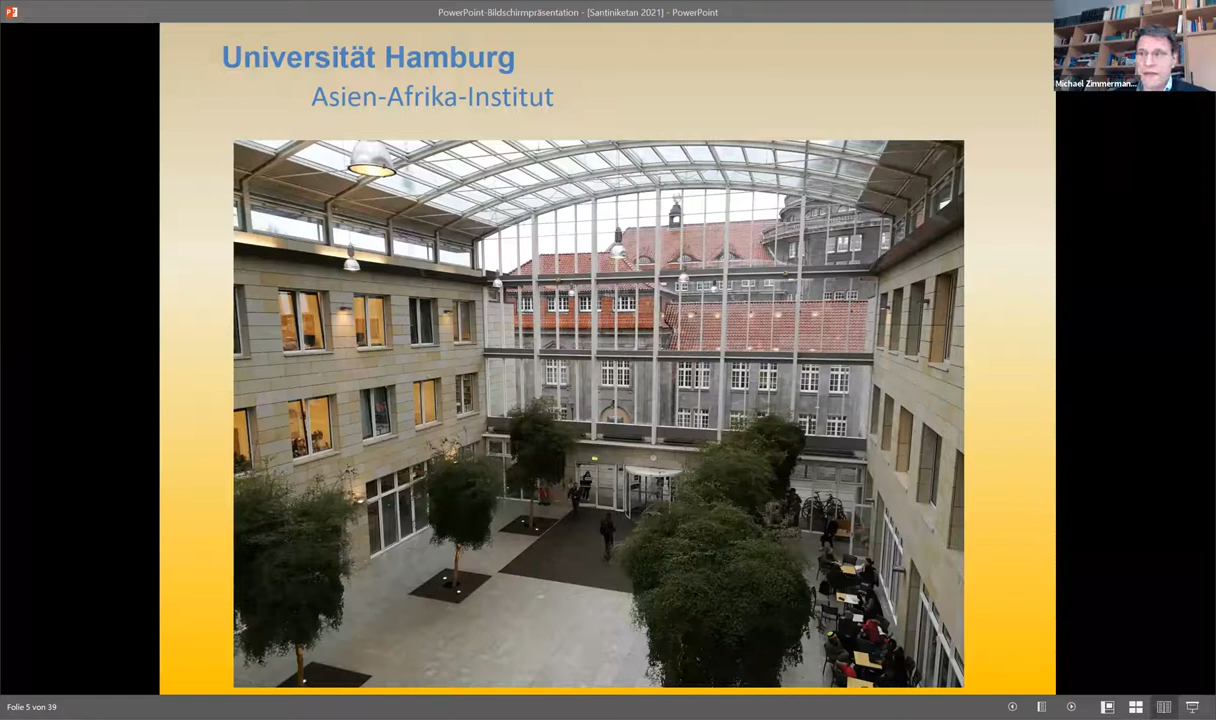 PowerPoint-Bildschirmpräsentation - [Santiniketan 2021] - PowerPoint
Universität Hamburg
Asien-Afrika-Institut
Michael Zimmerman...
Folie 5 von 39